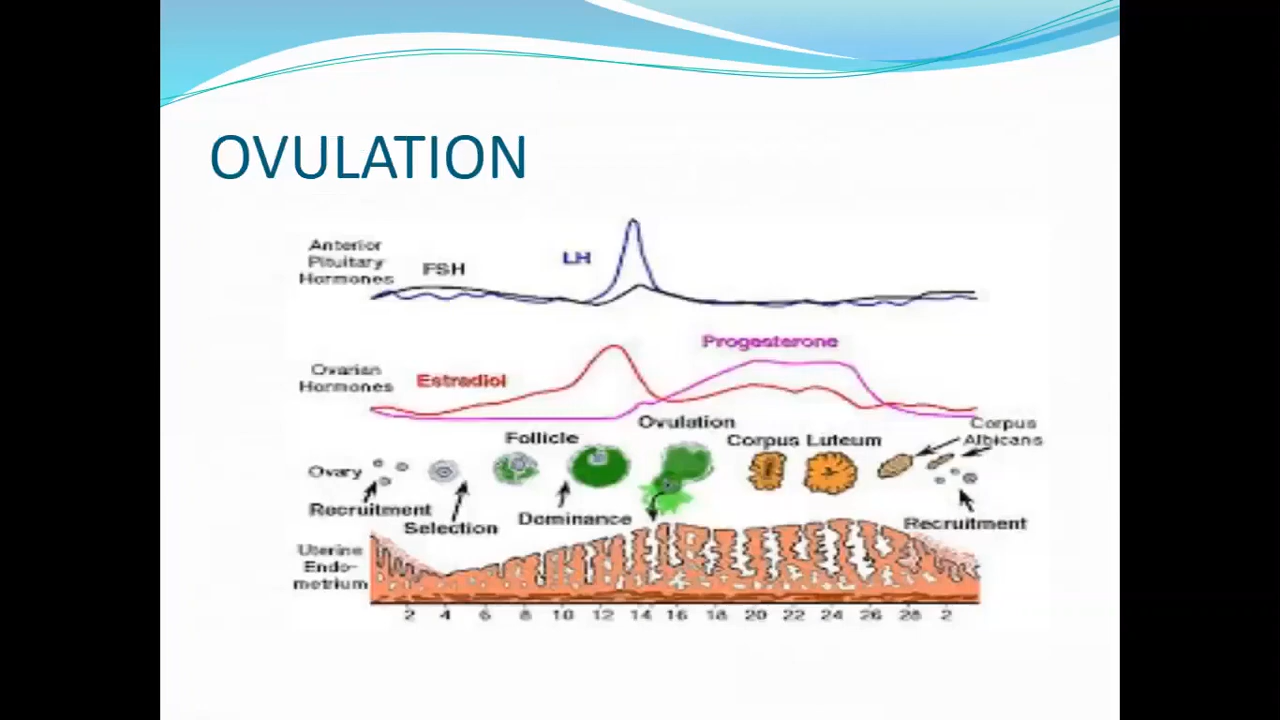 OVULATION
Anterior
Pituitary
Hormones
FSH
LH
Ovarian
Hormones
Estradiol
Progesterone
Ovulation
Follicle
Corpus Luteum
Corpus
Albicans
Ovary
Recruitment
Selection
Dominance
Recruitment
Uterine
Endo-
metrium
2 4 6 8 10 12 14 16 18 20 22 24 26 28 2